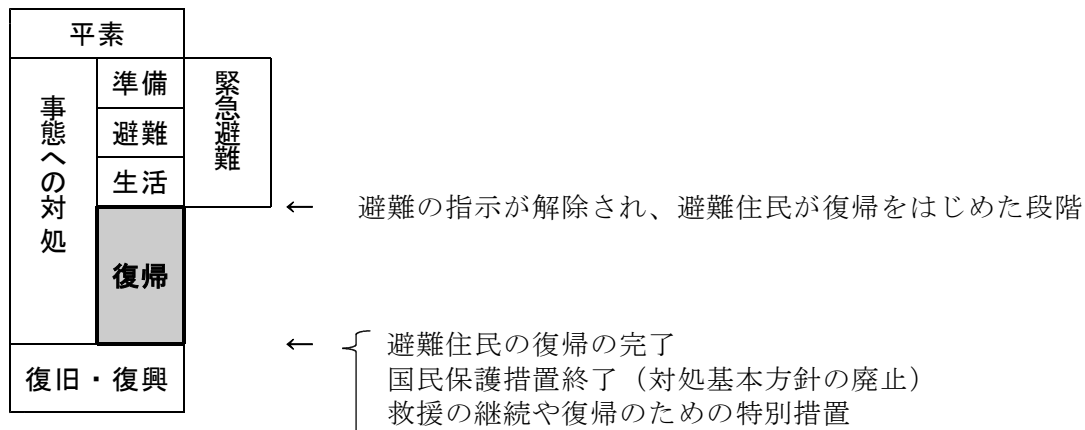 平素
事態への対処
準備
避難
生活
緊急避難
復帰
復旧・復興
← 避難の指示が解除され、避難住民が復帰をはじめた段階
← 避難住民の復帰の完了
国民保護措置終了（対処基本方針の廃止）
救援の継続や復帰のための特別措置